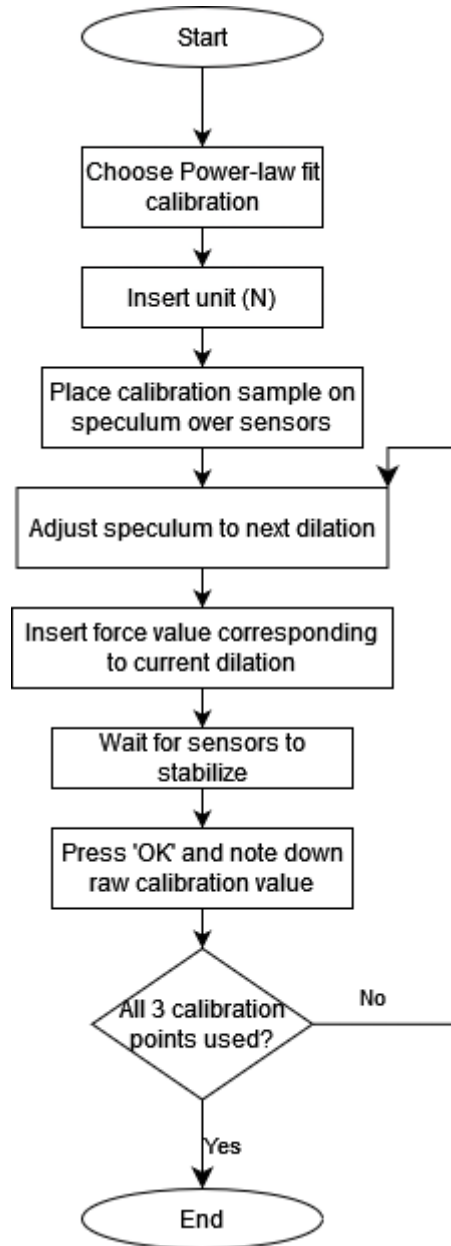 Start
Choose Power-law fit
calibration
Insert unit (N)
Place calibration sample on
speculum over sensors
Adjust speculum to next dilation
Insert force value corresponding
to current dilation
Wait for sensors to
stabilize
Press 'OK' and note down
raw calibration value
All 3 calibration
points used?
No
Yes
End